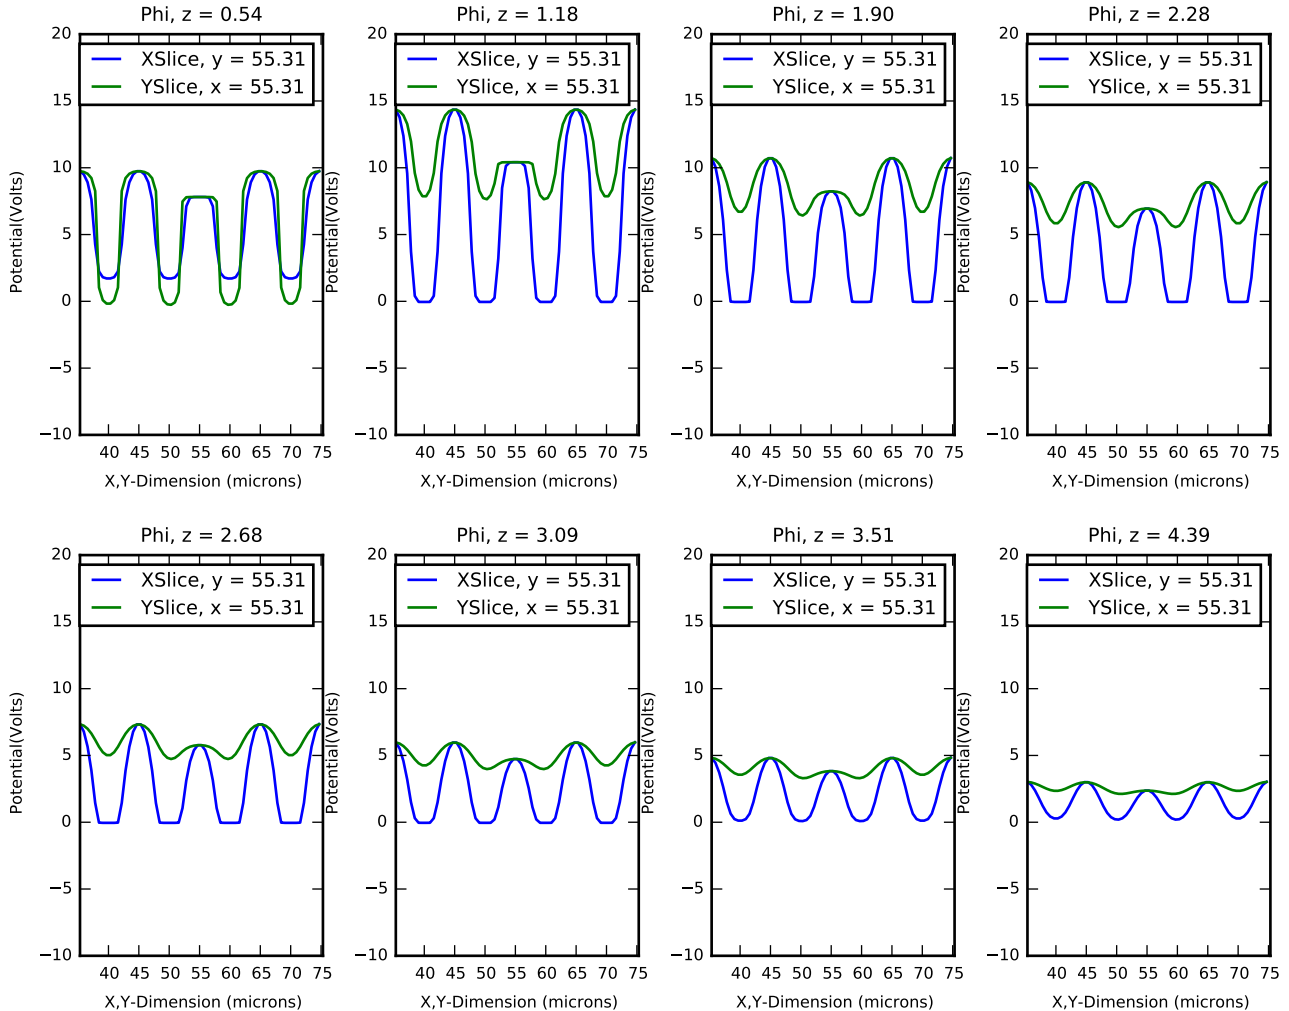 Phi, z = 0.54
20
15
10
5
0
−5
−10
Potential(Volts)
XSlice, y = 55.31
YSlice, x = 55.31
40 45 50 55 60 65 70 75
X,Y-Dimension (microns)
Phi, z = 1.18
20
15
10
5
0
−5
−10
Potential(Volts)
XSlice, y = 55.31
YSlice, x = 55.31
40 45 50 55 60 65 70 75
X,Y-Dimension (microns)
Phi, z = 1.90
20
15
10
5
0
−5
−10
Potential(Volts)
XSlice, y = 55.31
YSlice, x = 55.31
40 45 50 55 60 65 70 75
X,Y-Dimension (microns)
Phi, z = 2.28
20
15
10
5
0
−5
−10
Potential(Volts)
XSlice, y = 55.31
YSlice, x = 55.31
40 45 50 55 60 65 70 75
X,Y-Dimension (microns)
Phi, z = 2.68
20
15
10
5
0
−5
−10
Potential(Volts)
XSlice, y = 55.31
YSlice, x = 55.31
40 45 50 55 60 65 70 75
X,Y-Dimension (microns)
Phi, z = 3.09
20
15
10
5
0
−5
−10
Potential(Volts)
XSlice, y = 55.31
YSlice, x = 55.31
40 45 50 55 60 65 70 75
X,Y-Dimension (microns)
Phi, z = 3.51
20
15
10
5
0
−5
−10
Potential(Volts)
XSlice, y = 55.31
YSlice, x = 55.31
40 45 50 55 60 65 70 75
X,Y-Dimension (microns)
Phi, z = 4.39
20
15
10
5
0
−5
−10
Potential(Volts)
XSlice, y = 55.31
YSlice, x = 55.31
40 45 50 55 60 65 70 75
X,Y-Dimension (microns)